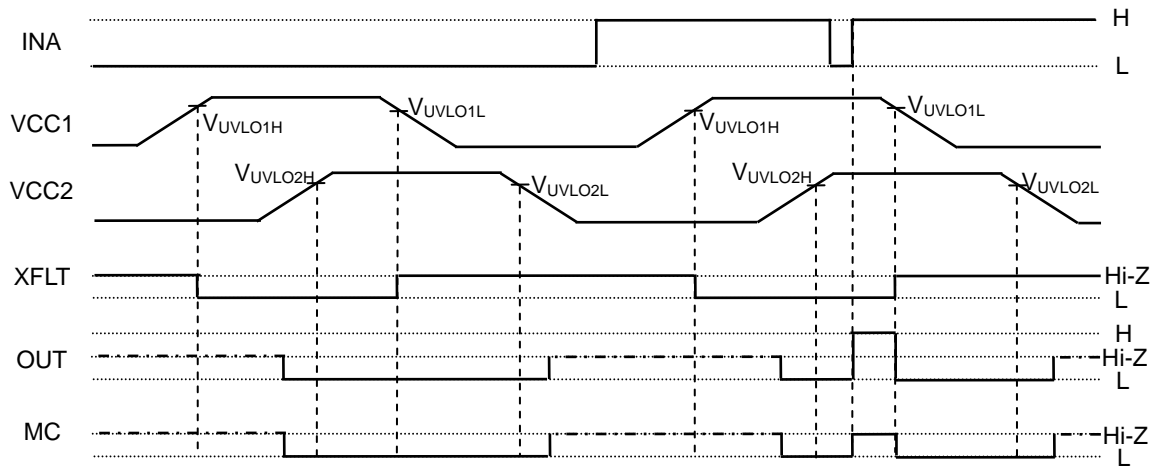 INA
H
L
VCC1
VUVLO1H
VUVLO1L
VUVLO1H
VUVLO1L
VCC2
VUVLO2H
VUVLO2L
VUVLO2H
VUVLO2L
XFLT
Hi-Z
L
OUT
H
Hi-Z
L
MC
Hi-Z
L